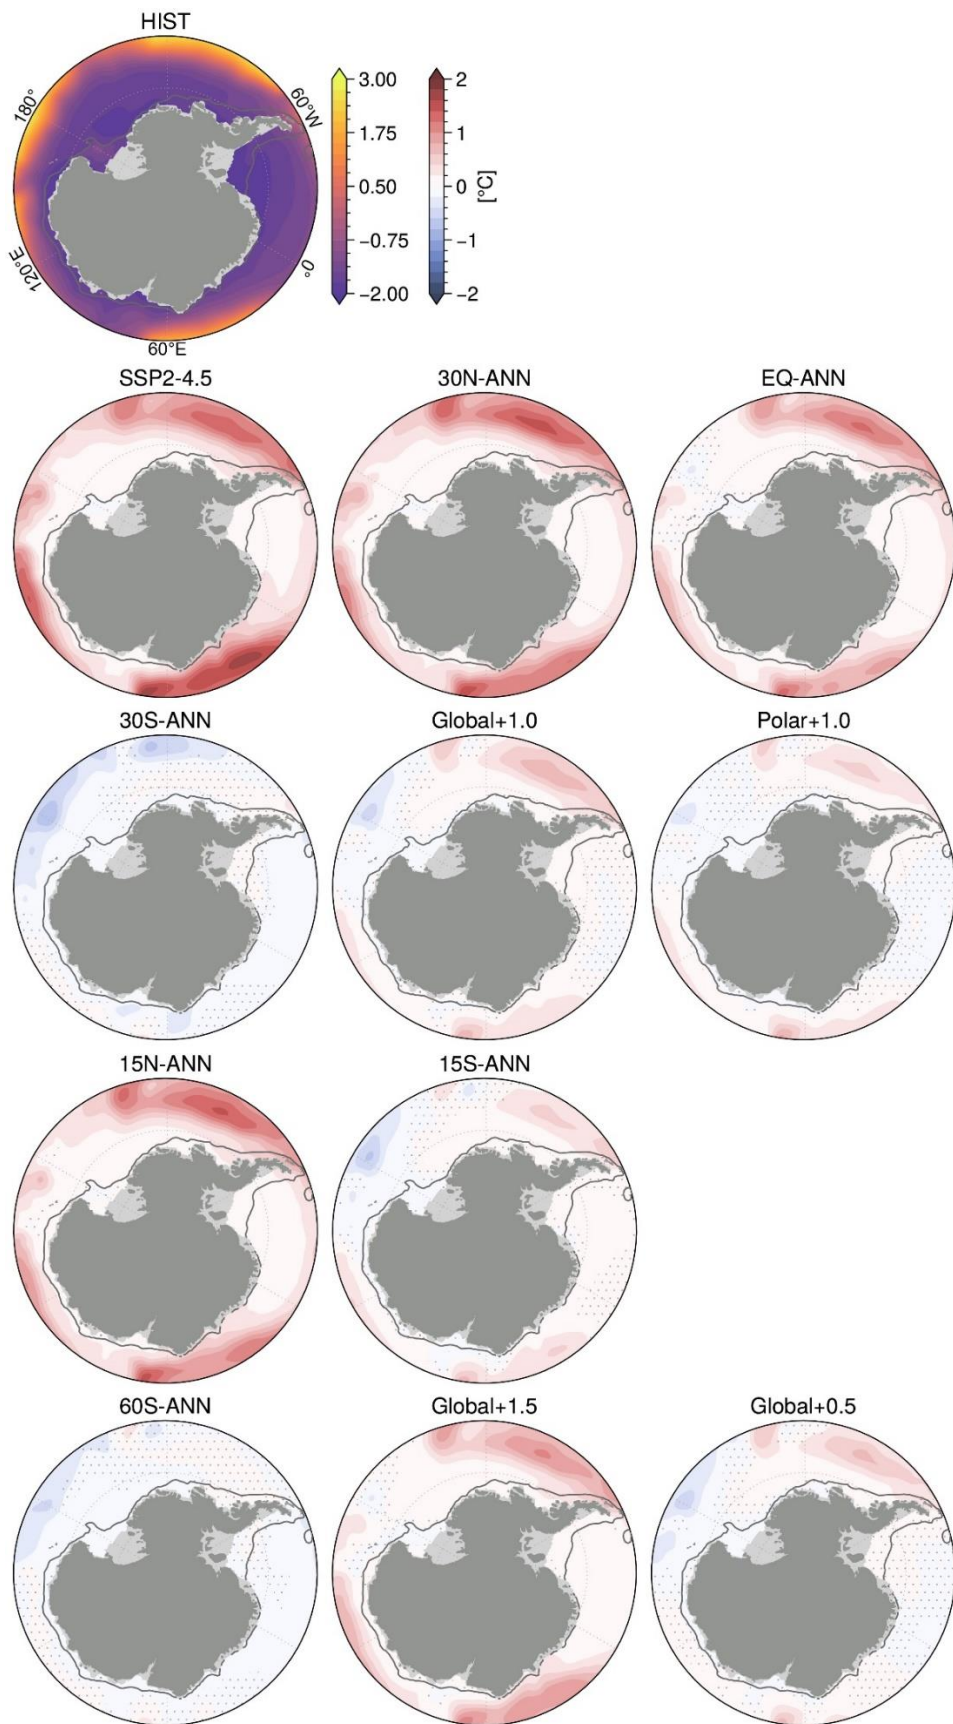 HIST
180°
60°W
120°E
0°
60°E
3.00
1.75
0.50
−0.75
−2.00
2
1
0
−1
−2
[°C]
SSP2-4.5 30N-ANN EQ-ANN
30S-ANN Global+1.0 Polar+1.0
15N-ANN 15S-ANN
60S-ANN Global+1.5 Global+0.5